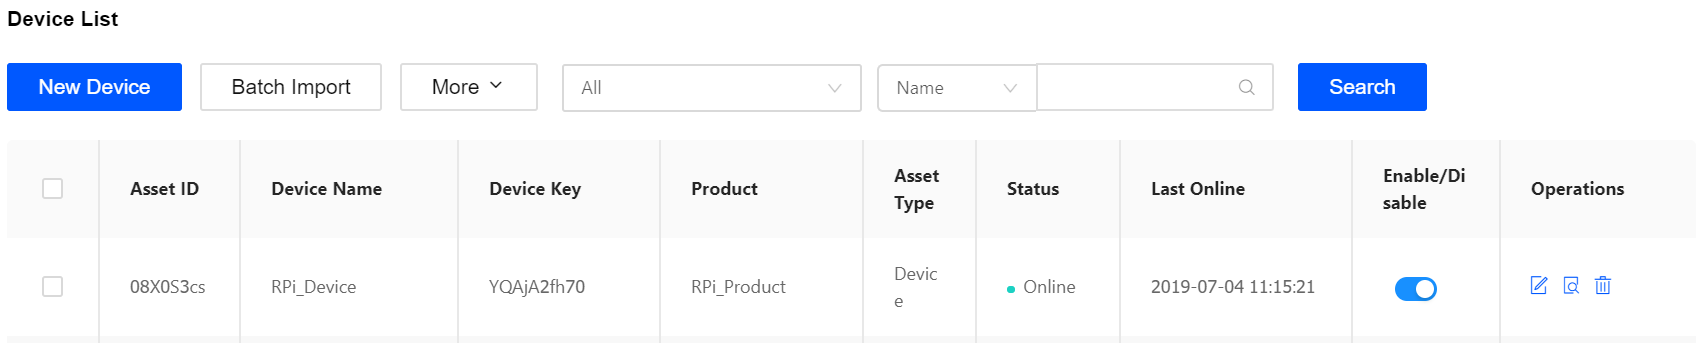 Device List
New Device Batch Import More All Name Search
Asset ID Device Name Device Key Product Asset Type Status Last Online Enable/Disable Operations
08X0S3cs RPi_Device YQAjA2fh70 RPi_Product Device Online 2019-07-04 11:15:21